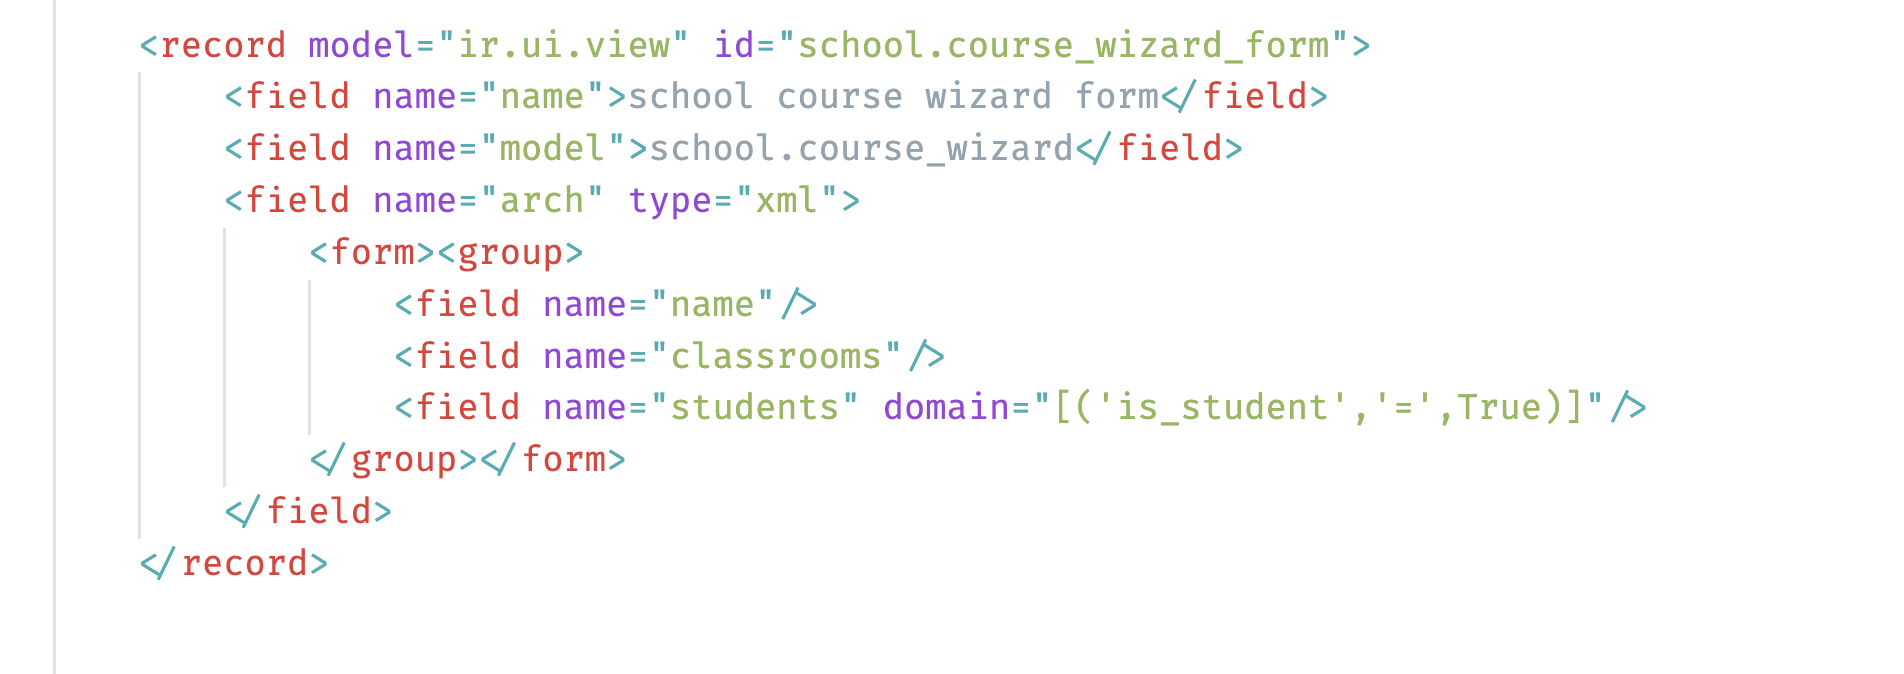 <record model="ir.ui.view" id="school.course_wizard_form">
<field name="name">school course wizard form</field>
<field name="model">school.course_wizard</field>
<field name="arch" type="xml">
<form><group>
<field name="name"/>
<field name="classrooms"/>
<field name="students" domain="[('is_student','=',True)]"/>
</group></form>
</field>
</record>